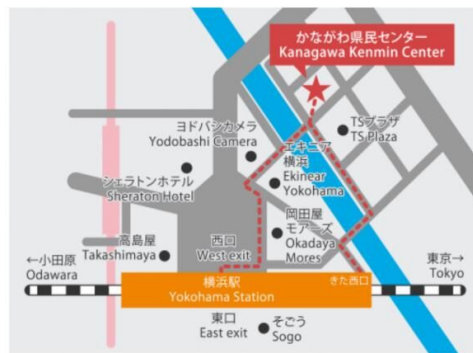 かながわ県民センター
Kanagawa Kenmin Center
ヨドバシカメラ
Yodobashi Camera
TSプラザ
TS Plaza
エキニア
横浜
Ekinear
Yokohama
シェラトンホテル
Sheraton Hotel
岡田屋
モアーズ
Okadaya
Mores
西口
West exit
高島屋
Takashimaya
←小田原
Odawara
東京→
Tokyo
きた西口
横浜駅
Yokohama Station
東口
East exit
そごう
Sogo